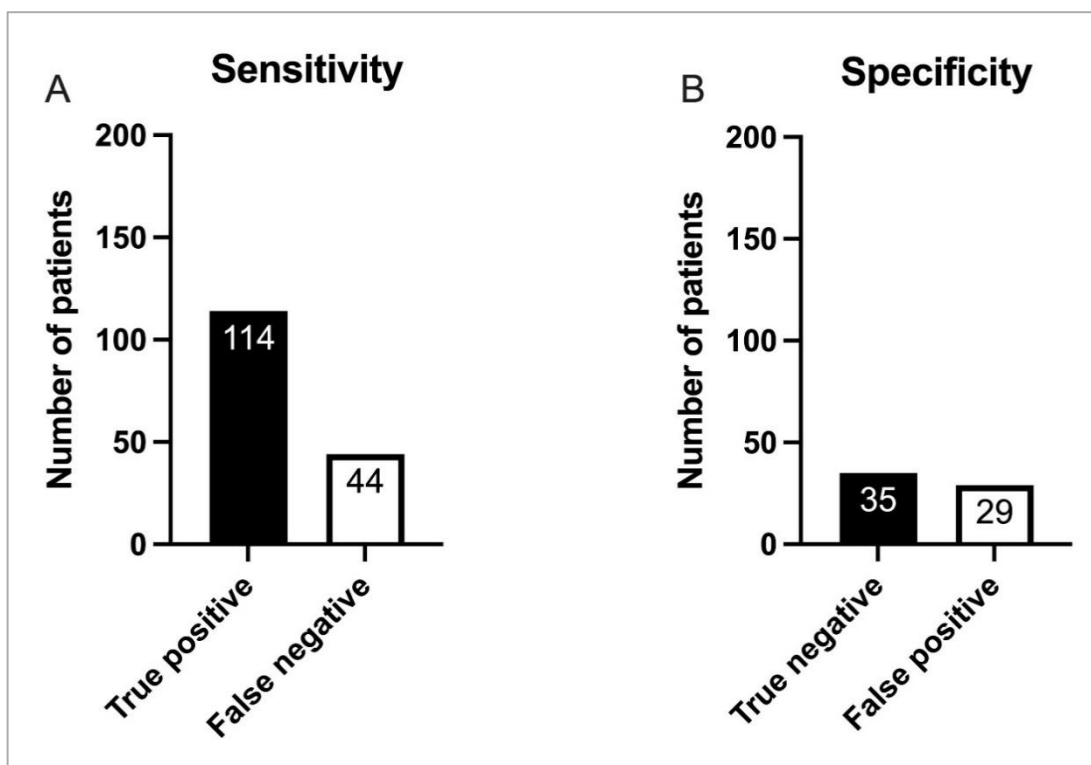 A
Sensitivity
Number of patients
200
150
100
50
0
114
44
True positive
False negative
B
Specificity
Number of patients
200
150
100
50
0
35
29
True negative
False positive